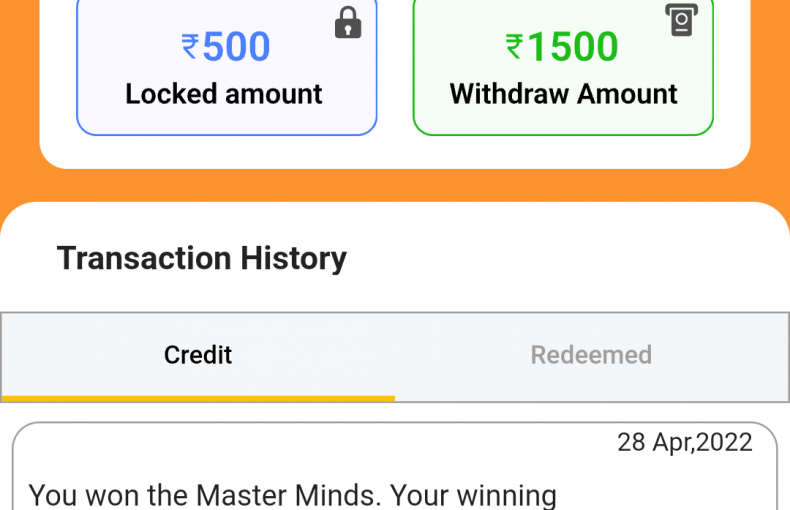 ₹500
₹1500
Locked amount
Withdraw Amount
Transaction History
Credit
Redeemed
28 Apr,2022
You won the Master Minds. Your winning